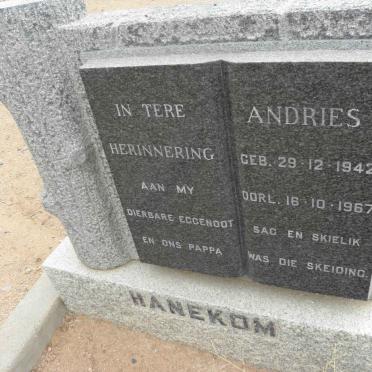 IN TERE
HERINNERING
AAN MY
DIERBARE EGGENOOT
EN ONS PAPPA
ANDRIES
GEB. 29-12-1942
OORL. 16-10-1967
SAG EN SKIELIK
WAS DIE SKEIDING.
HANEKOM